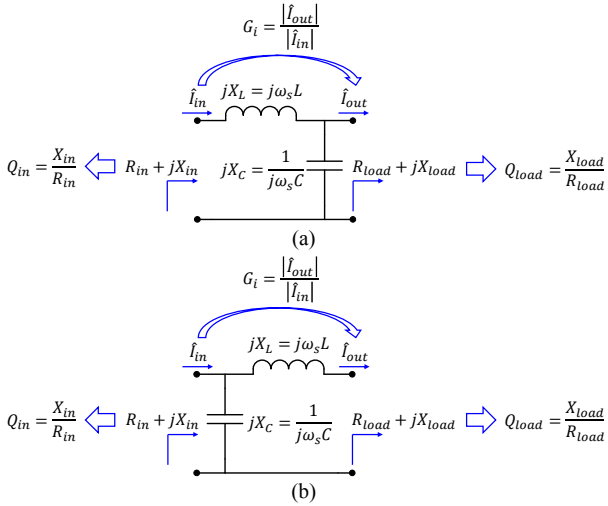 G_i = |Î_out| / |Î_in|
Î_in jX_L = jω_sL Î_out
Q_in = X_in / R_in R_in + jX_in jX_C = 1 / jω_sC R_load + jX_load Q_load = X_load / R_load
(a)
G_i = |Î_out| / |Î_in|
Î_in jX_L = jω_sL Î_out
Q_in = X_in / R_in R_in + jX_in jX_C = 1 / jω_sC R_load + jX_load Q_load = X_load / R_load
(b)